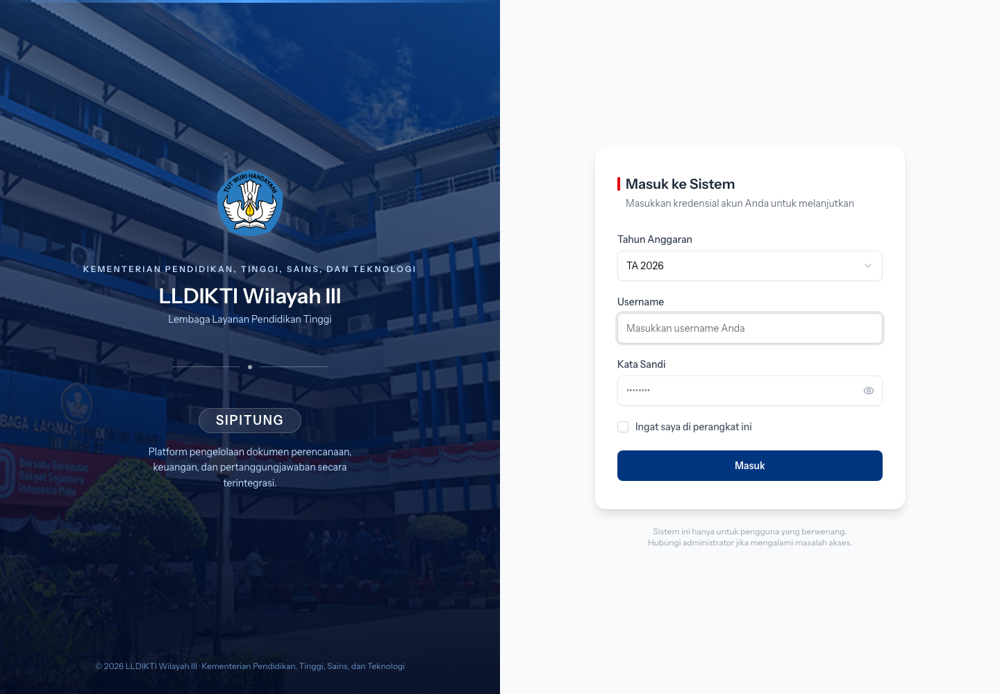 TUT WURI HANDAYANI
KEMENTERIAN PENDIDIKAN, TINGGI, SAINS, DAN TEKNOLOGI
LLDIKTI Wilayah III
Lembaga Layanan Pendidikan Tinggi
LAYANAN
WILAYAH III
Bersatu Berdaulat
Rakyat Sejahtera
Indonesia Maju
SIPITUNG
Platform pengelolaan dokumen perencanaan,
keuangan, dan pertanggungjawaban secara
terintegrasi.
© 2026 LLDIKTI Wilayah III · Kementerian Pendidikan, Tinggi, Sains, dan Teknologi
Masuk ke Sistem
Masukkan kredensial akun Anda untuk melanjutkan
Tahun Anggaran
TA 2026
Username
Masukkan username Anda
Kata Sandi
••••••••
Ingat saya di perangkat ini
Masuk
Sistem ini hanya untuk pengguna yang berwenang.
Hubungi administrator jika mengalami masalah akses.